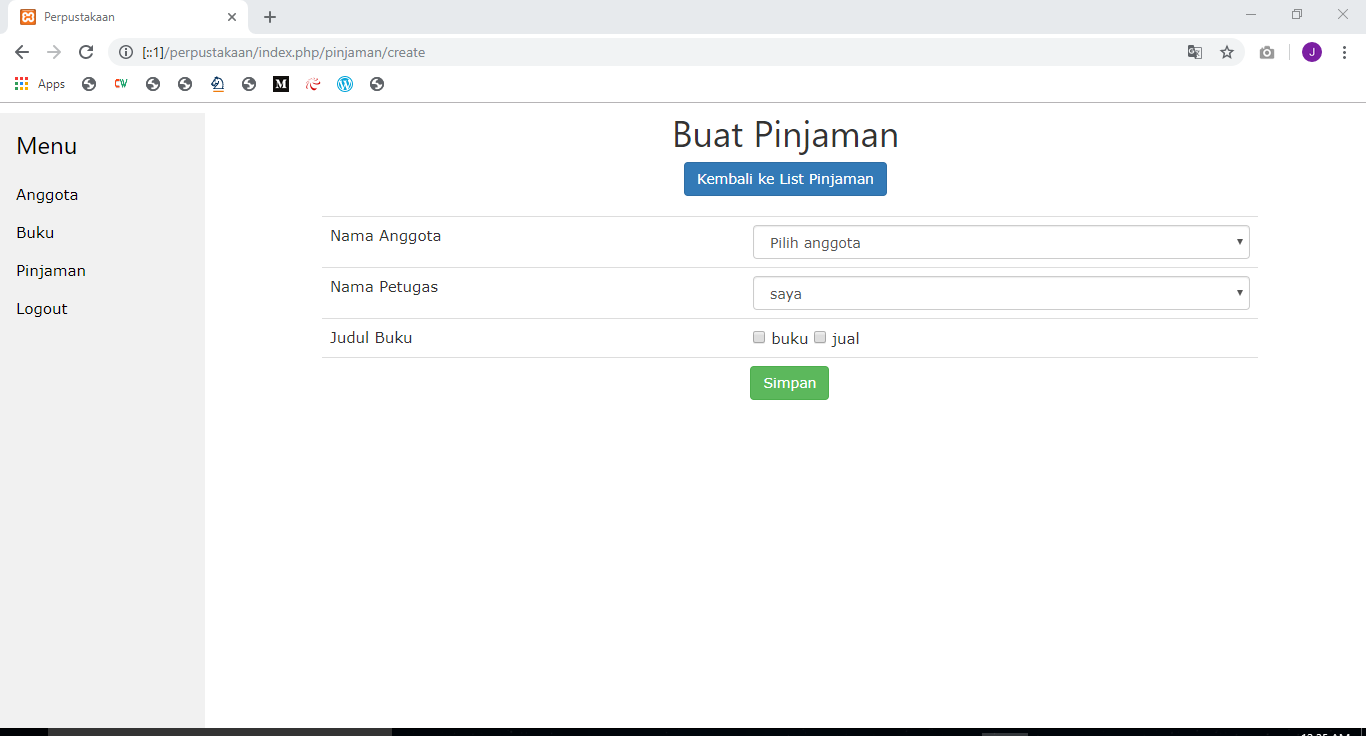 Perpustakaan
[::1]/perpustakaan/index.php/pinjaman/create
J
Apps
CW
M
Menu
Anggota
Buku
Pinjaman
Logout
Buat Pinjaman
Kembali ke List Pinjaman
Nama Anggota
Pilih anggota
Nama Petugas
saya
Judul Buku
buku
jual
Simpan